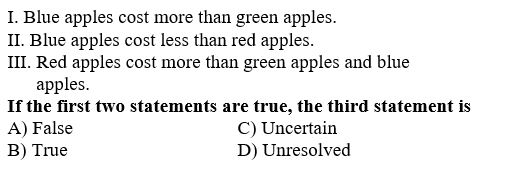 I. Blue apples cost more than green apples.
II. Blue apples cost less than red apples.
III. Red apples cost more than green apples and blue
apples.
If the first two statements are true, the third statement is
A) False C) Uncertain
B) True D) Unresolved